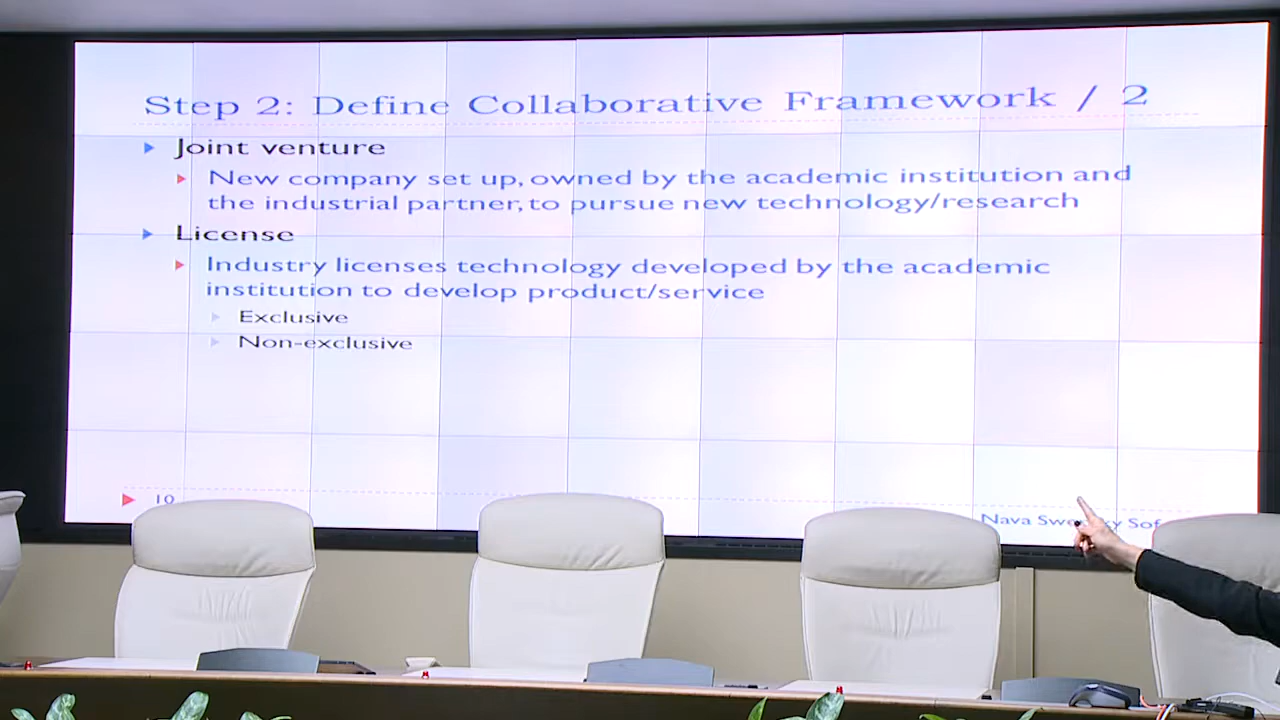 Step 2: Define Collaborative Framework / 2
Joint venture
New company set up, owned by the academic institution and
the industrial partner, to pursue new technology/research
License
Industry licenses technology developed by the academic
institution to develop product/service
Exclusive
Non-exclusive
10
Nava